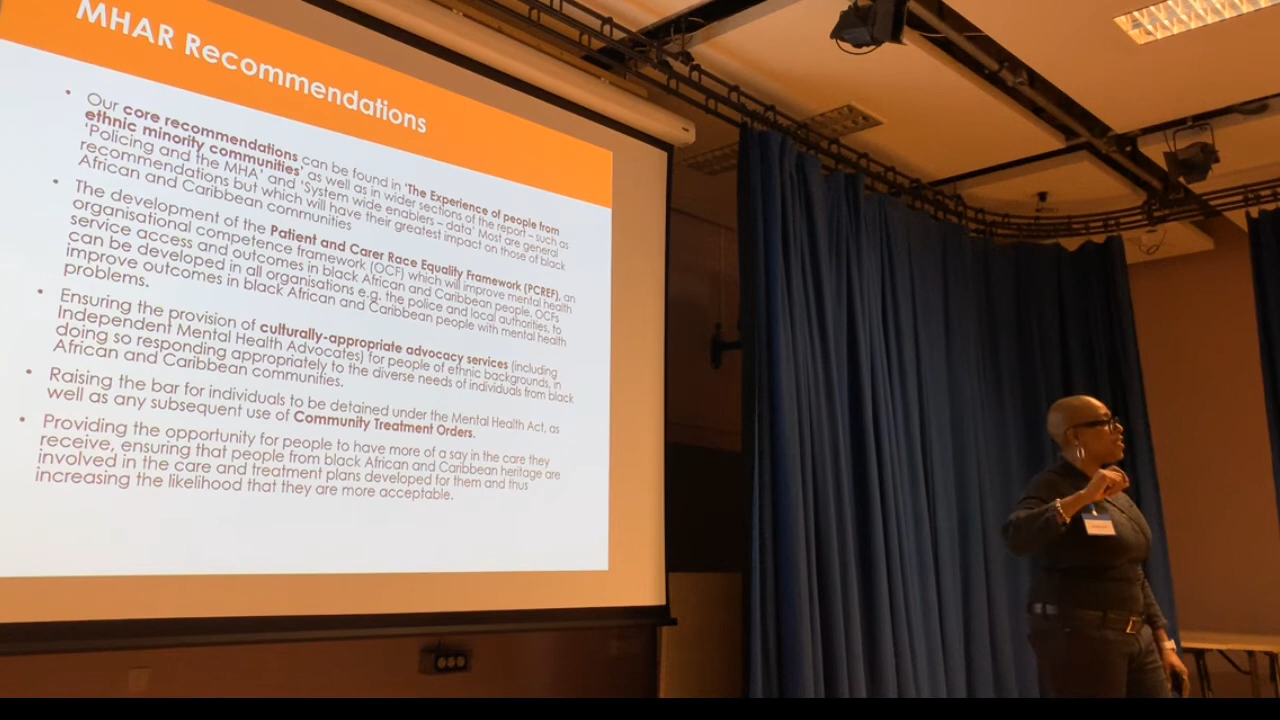 MHAR Recommendations
• Our core recommendations can be found in 'The Experience of people from
ethnic minority communities' as well as in wider sections of the report – such as
'Policing and the MHA' and 'System wide enablers – data' Most are general
recommendations but which will have their greatest impact on those of black
African and Caribbean communities
• The development of the Patient and Carer Race Equality Framework (PCREF), an
organisational competence framework (OCF) which will improve mental health
service access and outcomes in black African and Caribbean people. OCFs
can be developed in all organisations e.g. the police and local authorities, to
improve outcomes in black African and Caribbean people with mental health
problems.
• Ensuring the provision of culturally-appropriate advocacy services (including
Independent Mental Health Advocates) for people of ethnic backgrounds, in
doing so responding appropriately to the diverse needs of individuals from black
African and Caribbean communities.
• Raising the bar for individuals to be detained under the Mental Health Act, as
well as any subsequent use of Community Treatment Orders.
• Providing the opportunity for people to have more of a say in the care they
receive, ensuring that people from black African and Caribbean heritage are
involved in the care and treatment plans developed for them and thus
increasing the likelihood that they are more acceptable.